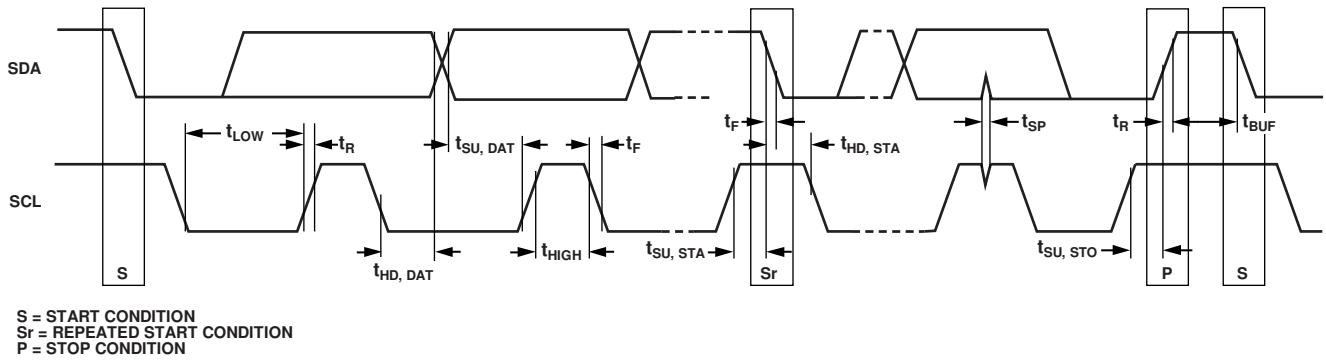 SDA
tLOW
tR
tSU, DAT
tF
tF
tHD, STA
tSP
tR
tBUF
SCL
S
tHD, DAT
tHIGH
tSU, STA
Sr
tSU, STO
P
S
S = START CONDITION
Sr = REPEATED START CONDITION
P = STOP CONDITION